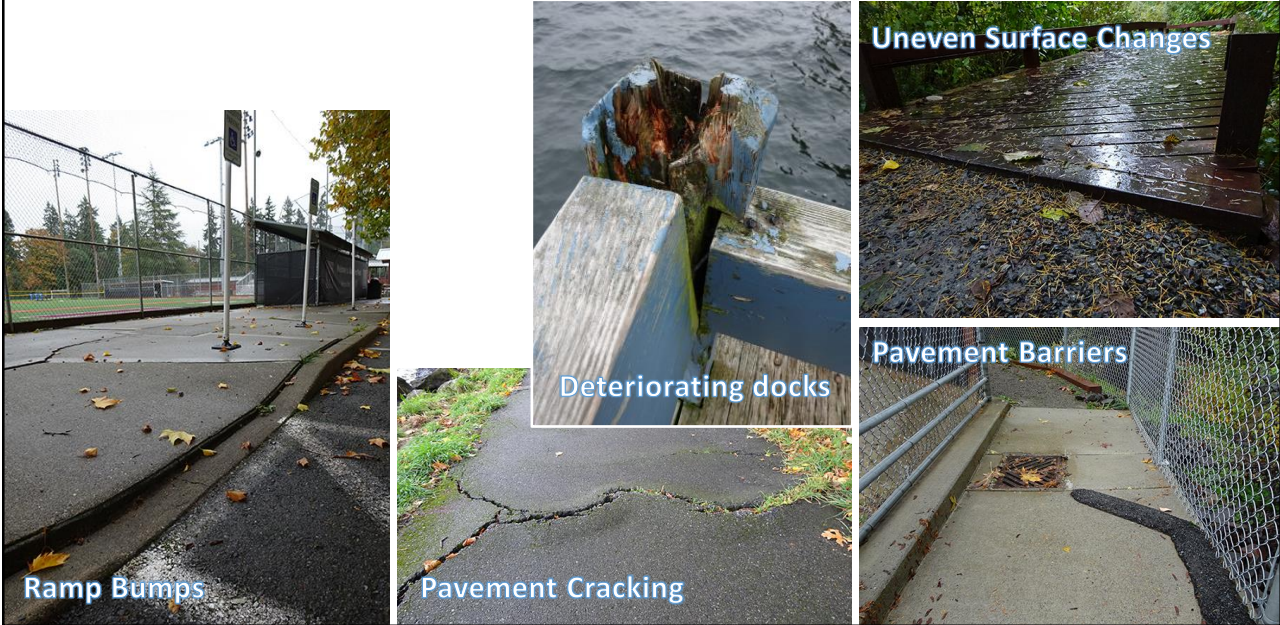 Uneven Surface Changes
Pavement Barriers
Deteriorating docks
Ramp Bumps
Pavement Cracking